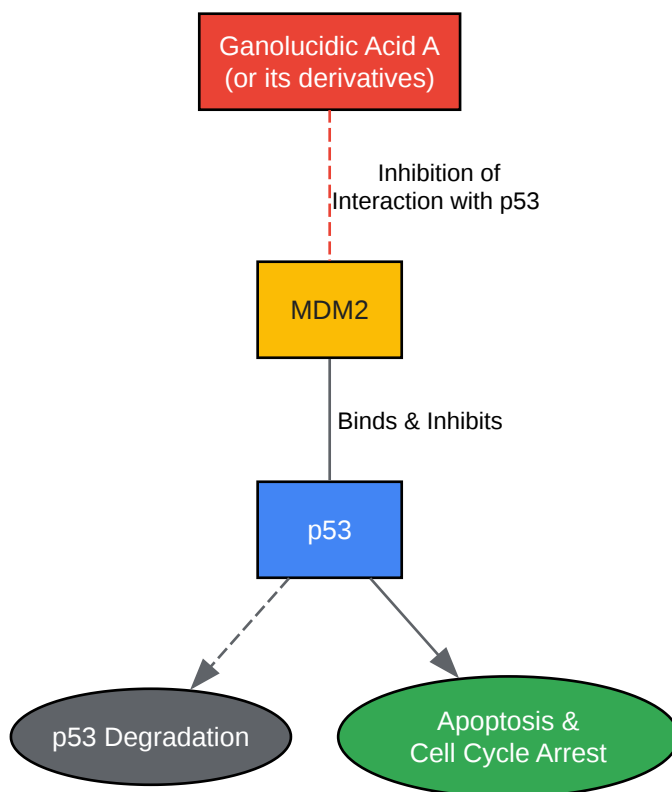 Ganolucidic Acid A
(or its derivatives)
Inhibition of
Interaction with p53
MDM2
Binds & Inhibits
p53
p53 Degradation
Apoptosis &
Cell Cycle Arrest